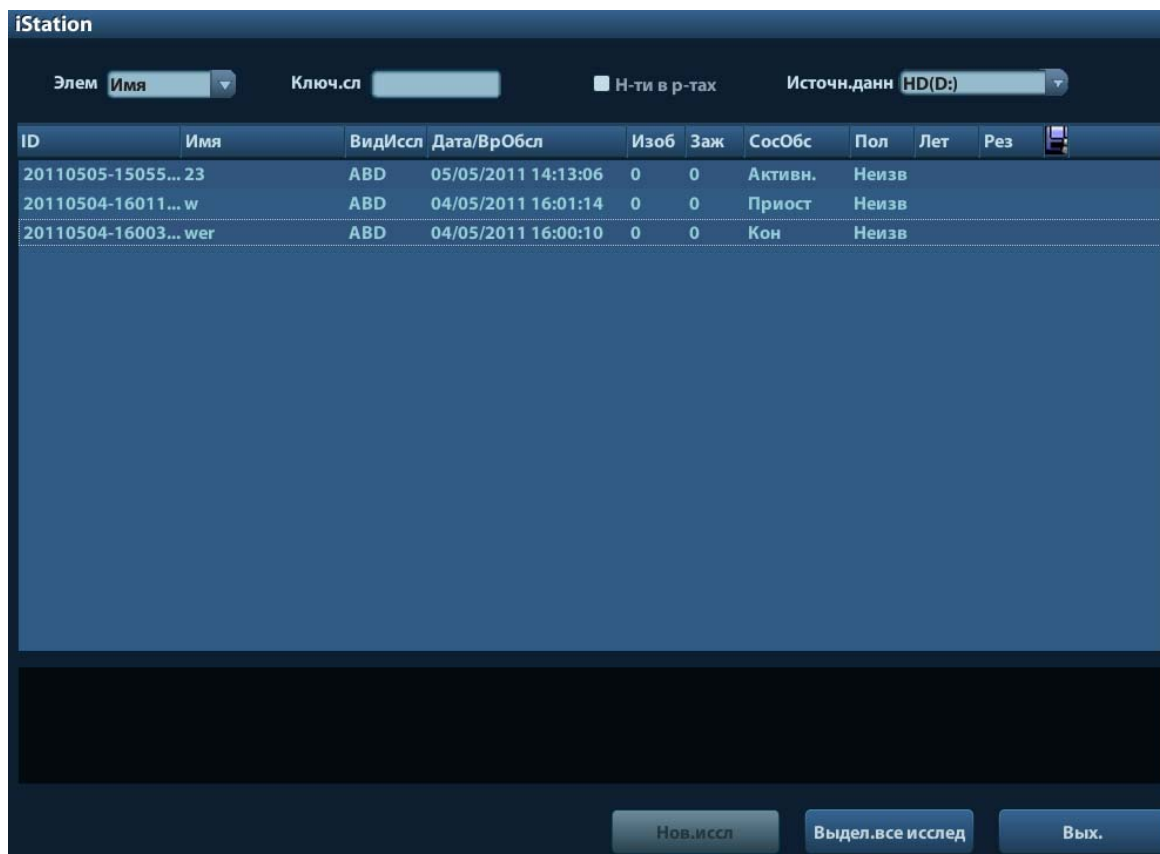 iStation
Элем Имя Ключ.сл Н-ти в р-тах Источн.данн HD(D:)
ID Имя ВидИссл Дата/ВрОбсл Изоб Заж СосОбс Пол Лет Рез
20110505-15055... 23 ABD 05/05/2011 14:13:06 0 0 Активн. Неизв
20110504-16011... w ABD 04/05/2011 16:01:14 0 0 Приост Неизв
20110504-16003... wer ABD 04/05/2011 16:00:10 0 0 Кон Неизв
Нов.иссл Выдел.все исслед Вых.